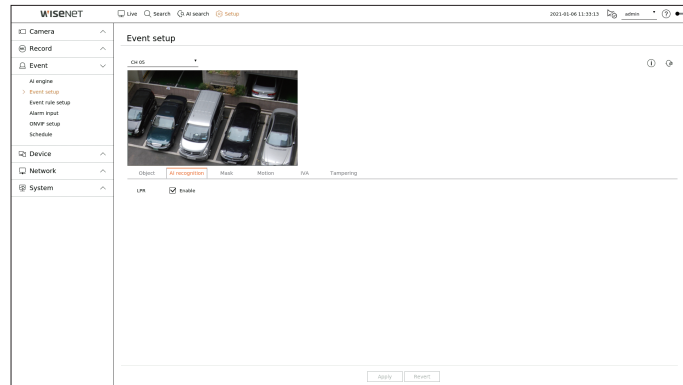 WISENET
Live Search AI search Setup
2021-01-06 11:33:13 admin ?
Camera
Record
Event
AI engine
> Event setup
Event rule setup
Alarm input
ONVIF setup
Schedule
Device
Network
System
Event setup
CH 05
Object AI recognition Mask Motion IVA Tampering
LPR Enable
Apply Revert